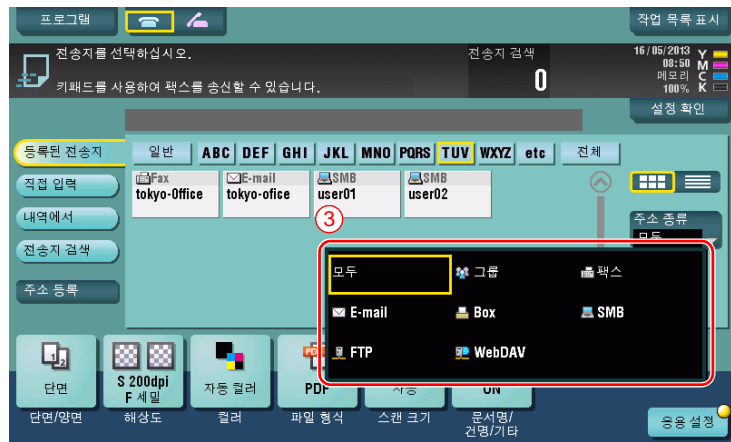 프로그램
작업 목록 표시
전송지를 선택하십시오.
전송지 검색
0
키패드를 사용하여 팩스를 송신할 수 있습니다.
16/05/2013
08:50
메모리
100%
Y
M
C
K
설정 확인
등록된 전송지
일반
ABC
DEF
GHI
JKL
MNO
PQRS
TUV
WXYZ
etc
전체
직접 입력
Fax
tokyo-Office
E-mail
tokyo-ofice
SMB
user01
SMB
user02
내역에서
3
주소 종류
모두
전송지 검색
주소 등록
모두
그룹
팩스
E-mail
Box
SMB
FTP
WebDAV
단면
S 200dpi
F 세밀
자동 컬러
PDF
자동
ON
단면/양면
해상도
컬러
파일 형식
스캔 크기
문서명/
건명/기타
응용 설정